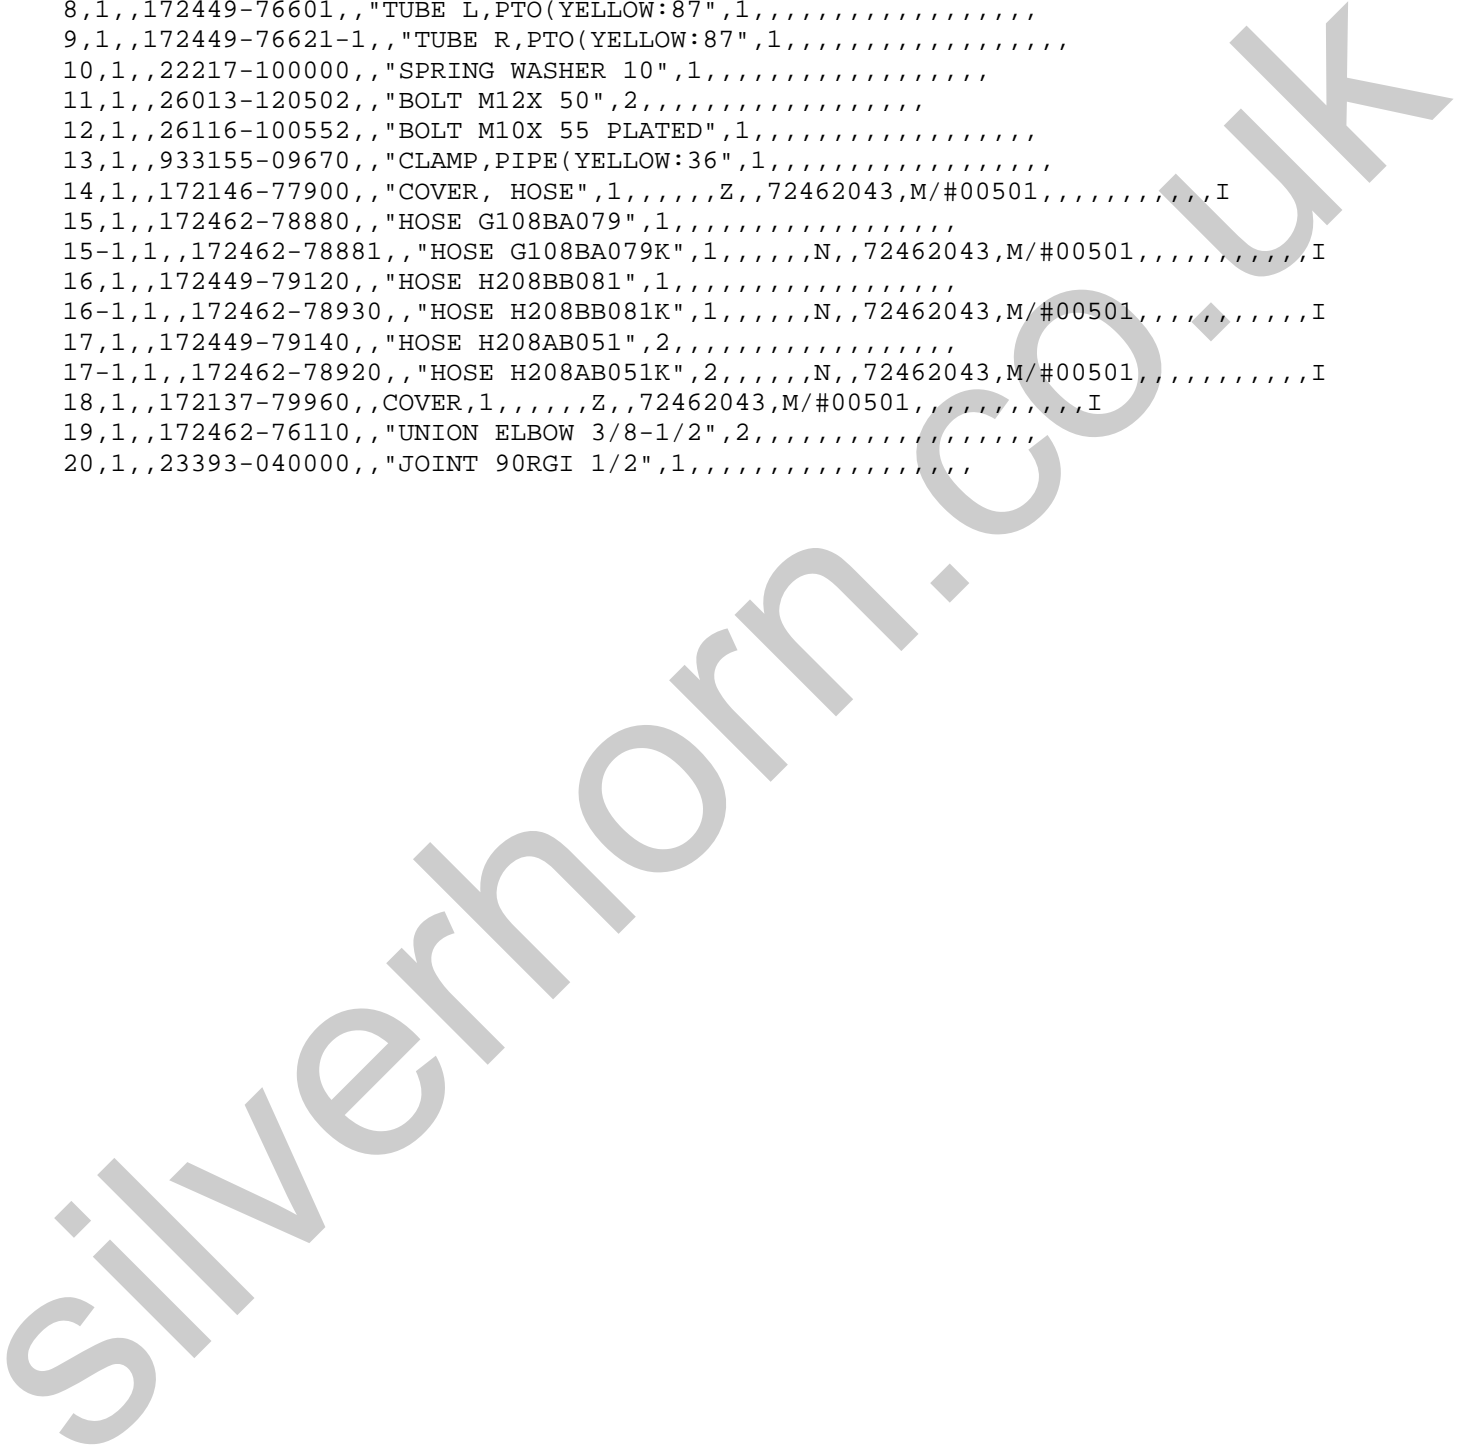 8,1,,172449-76601,,"TUBE L,PTO(YELLOW:87",1,,,,,,,,,,,,,,,,,,
9,1,,172449-76621-1,,"TUBE R,PTO(YELLOW:87",1,,,,,,,,,,,,,,,,,,
10,1,,22217-100000,,"SPRING WASHER 10",1,,,,,,,,,,,,,,,,,,
11,1,,26013-120502,,"BOLT M12X 50",2,,,,,,,,,,,,,,,,,,
12,1,,26116-100552,,"BOLT M10X 55 PLATED",1,,,,,,,,,,,,,,,,,,
13,1,,933155-09670,,"CLAMP,PIPE(YELLOW:36",1,,,,,,,,,,,,,,,,,,
14,1,,172146-77900,,"COVER, HOSE",1,,,,,,Z,,72462043,M/#00501,,,,,,,,,,,I
15,1,,172462-78880,,"HOSE G108BA079",1,,,,,,,,,,,,,,,,,,
15-1,1,,172462-78881,,"HOSE G108BA079K",1,,,,,,N,,72462043,M/#00501,,,,,,,,,,,I
16,1,,172449-79120,,"HOSE H208BB081",1,,,,,,,,,,,,,,,,,,
16-1,1,,172462-78930,,"HOSE H208BB081K",1,,,,,,N,,72462043,M/#00501,,,,,,,,,,,I
17,1,,172449-79140,,"HOSE H208AB051",2,,,,,,,,,,,,,,,,,,
17-1,1,,172462-78920,,"HOSE H208AB051K",2,,,,,,N,,72462043,M/#00501,,,,,,,,,,,I
18,1,,172137-79960,,COVER,1,,,,,,Z,,72462043,M/#00501,,,,,,,,,,,I
19,1,,172462-76110,,"UNION ELBOW 3/8-1/2",2,,,,,,,,,,,,,,,,,,
20,1,,23393-040000,,"JOINT 90RGI 1/2",1,,,,,,,,,,,,,,,,,,
silverhorn.co.uk